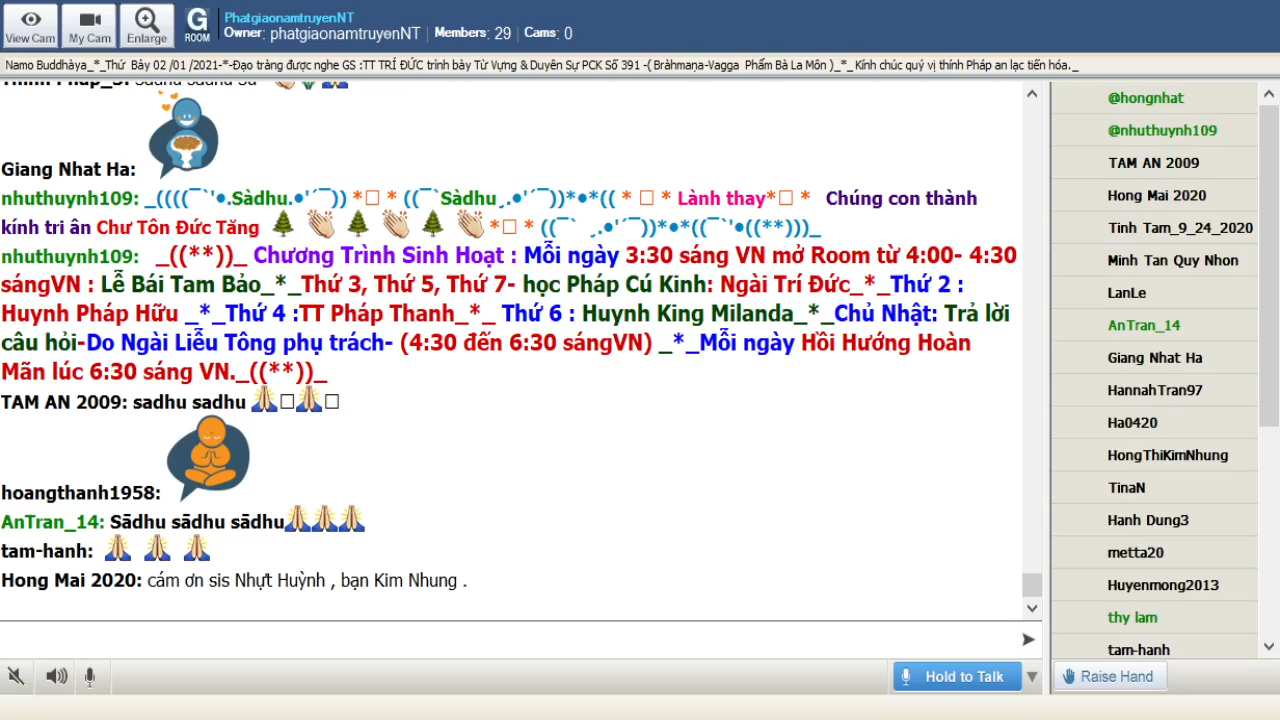 View Cam
My Cam
Enlarge
G
ROOM
PhatgiaonamtruyenNT
Owner: phatgiaonamtruyenNT | Members: 29 | Cams: 0
Namo Buddhàya_*_Thứ Bảy 02 /01 /2021-*-Đạo tràng được nghe GS :TT TRÍ ĐỨC trình bày Từ Vựng & Duyên Sự PCK Số 391 -( Bràhmaṇa-Vagga Phẩm Bà La Môn )_*_ Kính chúc quý vị thính Pháp an lạc tiến hóa._
Giang Nhat Ha:
nhuthuynh109: _((((¯`'•.Sàdhu.•'´¯)) *□ * ((¯`Sàdhu¸.•'´¯))*•*(( * □ * Lành thay*□ * Chúng con thành
kính tri ân Chư Tôn Đức Tăng 🌲 👏 🌲 👏 🌲 👏 *□ * ((¯` ¸.•'´¯))*•*((¯`'•((**)))_
nhuthuynh109: _((**))_ Chương Trình Sinh Hoạt : Mỗi ngày 3:30 sáng VN mở Room từ 4:00- 4:30
sángVN : Lễ Bái Tam Bảo_*_Thứ 3, Thứ 5, Thứ 7- học Pháp Cú Kinh: Ngài Trí Đức_*_Thứ 2 :
Huynh Pháp Hữu _*_Thứ 4 :TT Pháp Thanh_*_ Thứ 6 : Huynh King Milanda_*_Chủ Nhật: Trả lời
câu hỏi-Do Ngài Liễu Tông phụ trách- (4:30 đến 6:30 sángVN) _*_Mỗi ngày Hồi Hướng Hoàn
Mãn lúc 6:30 sáng VN._((**))_
TAM AN 2009: sadhu sadhu 🙏□🙏□
hoangthanh1958:
AnTran_14: Sādhu sādhu sādhu🙏🙏🙏
tam-hanh: 🙏 🙏 🙏
Hong Mai 2020: cám ơn sis Nhựt Huỳnh , bạn Kim Nhung .
Hold to Talk
@hongnhat
@nhuthuynh109
TAM AN 2009
Hong Mai 2020
Tinh Tam_9_24_2020
Minh Tan Quy Nhon
LanLe
AnTran_14
Giang Nhat Ha
HannahTran97
Ha0420
HongThiKimNhung
TinaN
Hanh Dung3
metta20
Huyenmong2013
thy lam
tam-hanh
Raise Hand